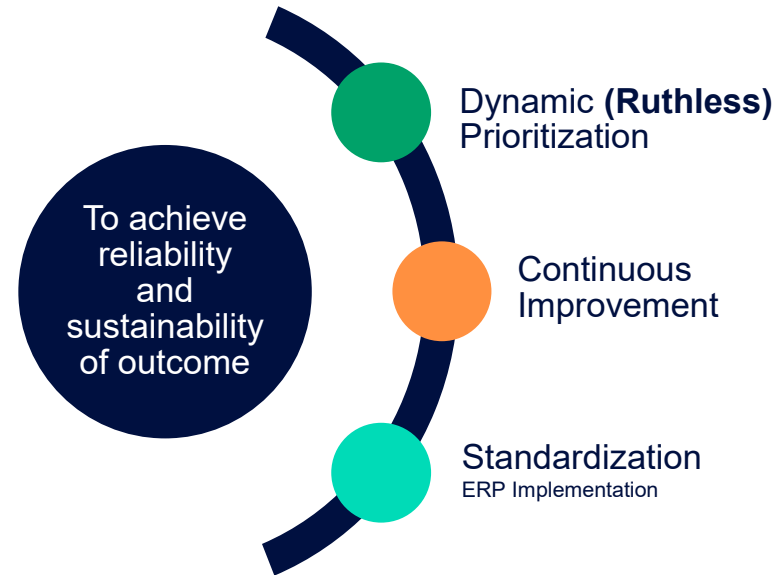 To achieve
reliability
and
sustainability
of outcome
Dynamic (Ruthless)
Prioritization
Continuous
Improvement
Standardization
ERP Implementation